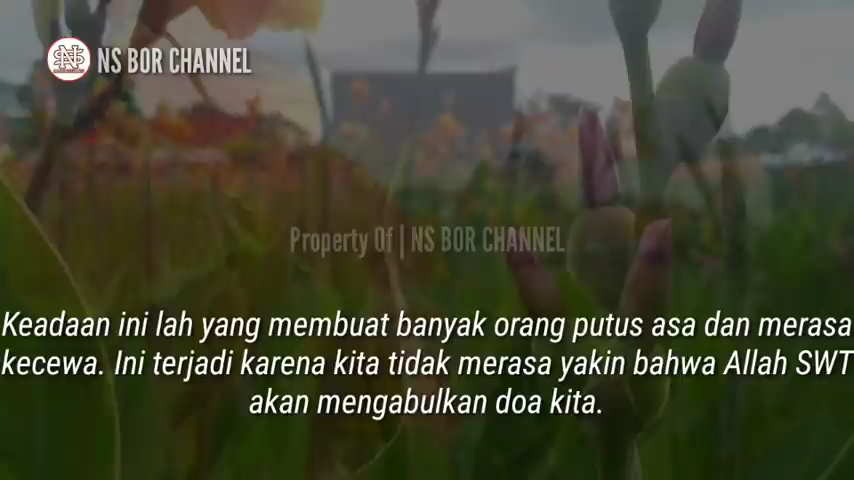 NS BOR CHANNEL
Property Of | NS BOR CHANNEL
Keadaan ini lah yang membuat banyak orang putus asa dan merasa
kecewa. Ini terjadi karena kita tidak merasa yakin bahwa Allah SWT
akan mengabulkan doa kita.